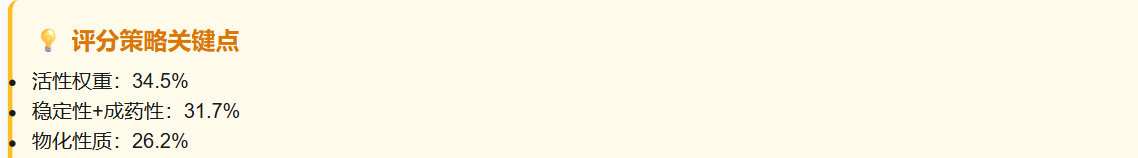 💡 评分策略关键点
• 活性权重：34.5%
• 稳定性+成药性：31.7%
• 物化性质：26.2%